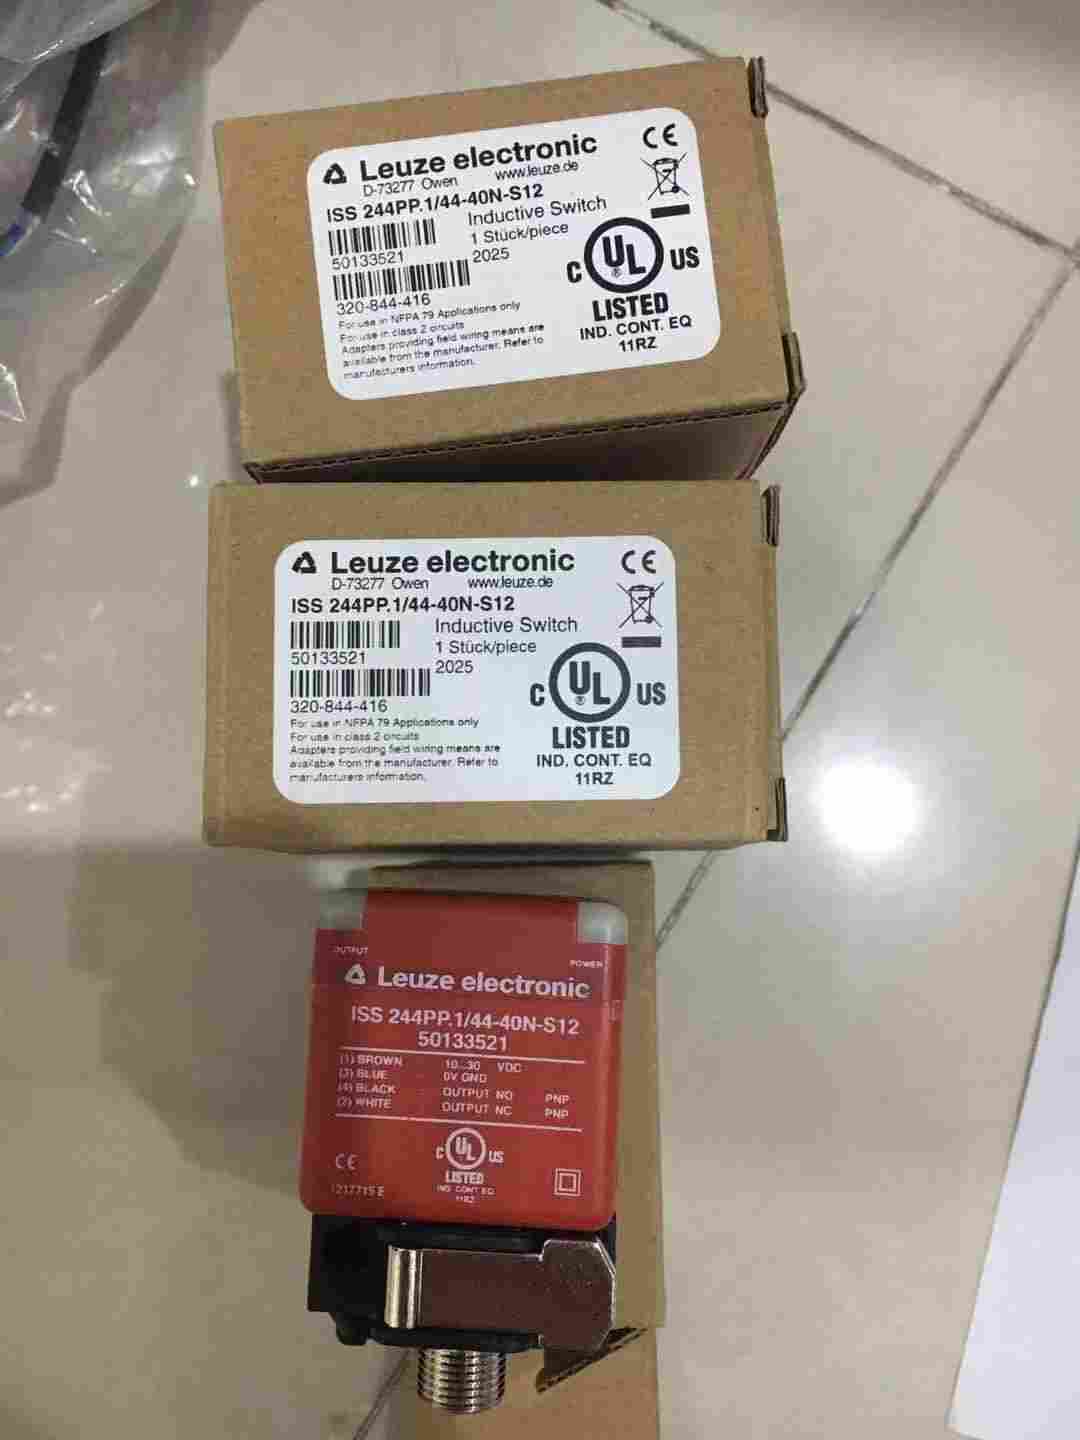 Leuze electronic
D-73277 Owen www.leuze.de
ISS 244PP.1/44-40N-S12
Inductive Switch
1 Stück/piece
50133521
2025
320-844-416
For use in NFPA 79 Applications only
For use in class 2 circuits
Adapters providing field wiring means are
available from the manufacturer. Refer to
manufacturers information.
CE
C UL US
®
LISTED
IND. CONT. EQ
11RZ
Leuze electronic
D-73277 Owen www.leuze.de
ISS 244PP.1/44-40N-S12
Inductive Switch
1 Stück/piece
50133521
2025
320-844-416
For use in NFPA 79 Applications only
For use in class 2 circuits
Adapters providing field wiring means are
available from the manufacturer. Refer to
manufacturers information.
CE
C UL US
®
LISTED
IND. CONT. EQ
11RZ
OUTPUT
POWER
Leuze electronic
ISS 244PP.1/44-40N-S12
50133521
(1) BROWN 10...30 VDC
(3) BLUE 0V GND
(4) BLACK OUTPUT NO PNP
(2) WHITE OUTPUT NC PNP
C UL US
LISTED
IND CONT EQ
11RZ
CE